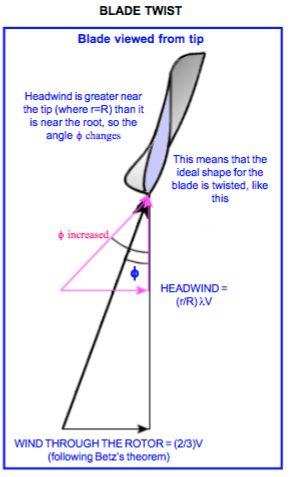 BLADE TWIST
Blade viewed from tip
Headwind is greater near
the tip (where r=R) than it
is near the root, so the
angle ϕ changes
This means that the
ideal shape for the
blade is twisted, like
this
ϕ increased
ϕ
HEADWIND =
(r/R) λV
WIND THROUGH THE ROTOR = (2/3)V
(following Betz's theorem)